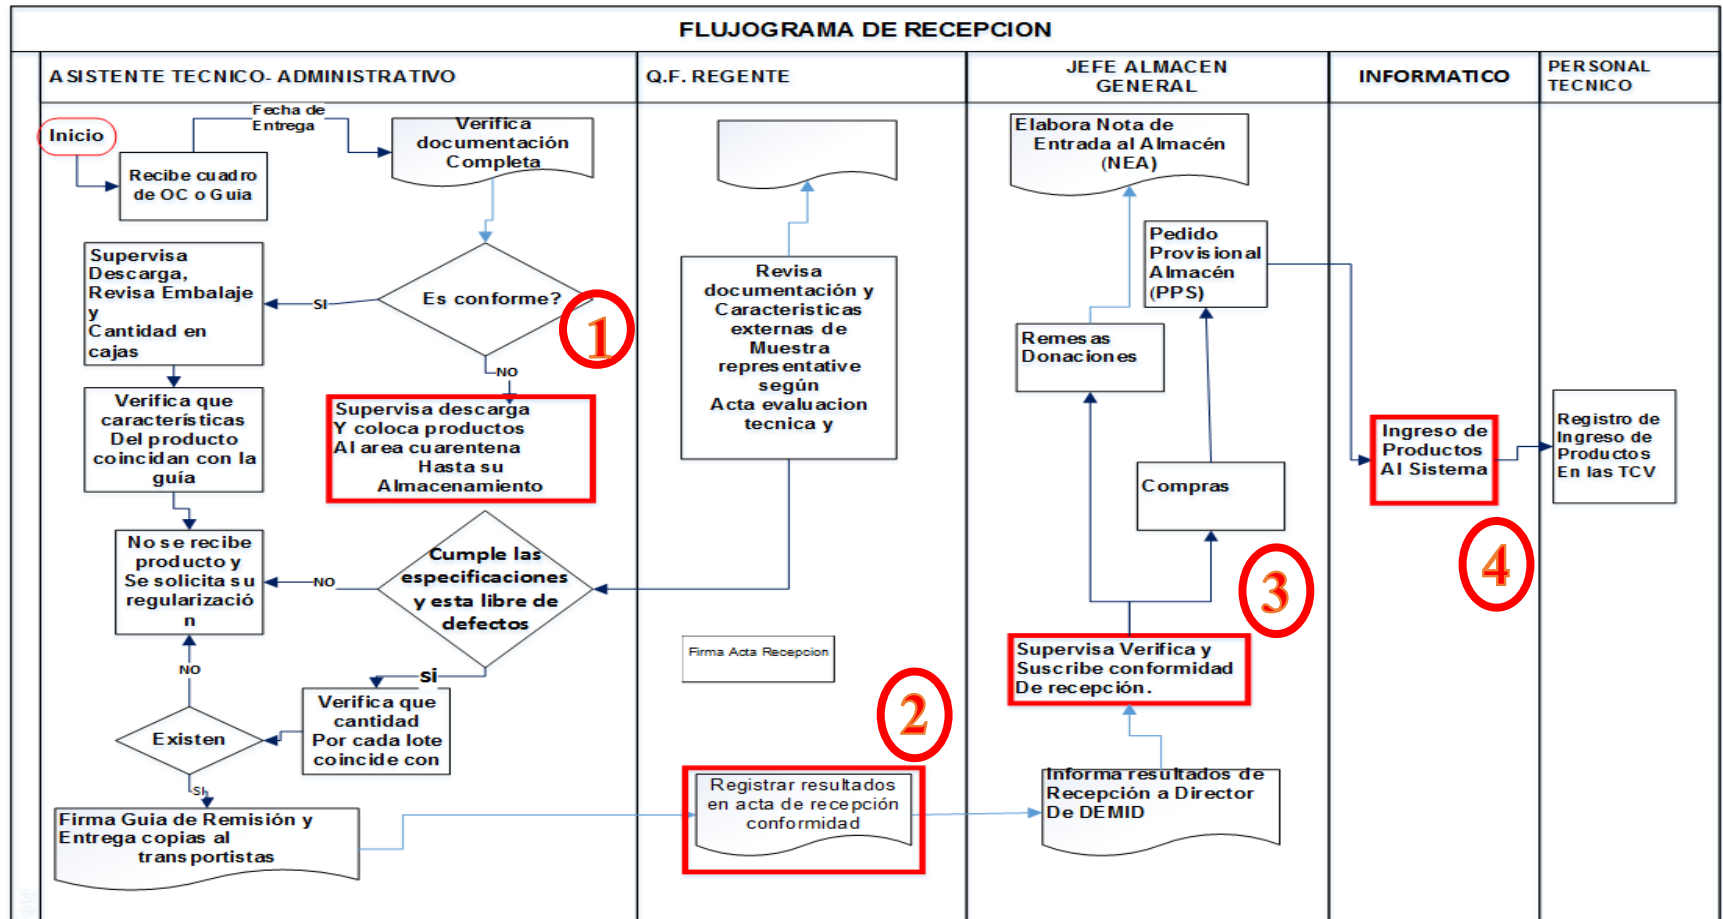 FLUJOGRAMA DE RECEPCION
ASISTENTE TECNICO- ADMINISTRATIVO
Q.F. REGENTE
JEFE ALMACEN
GENERAL
INFORMATICO
PERSONAL
TECNICO
Inicio
Fecha de
Entrega
Recibe cuadro
de OC o Guia
Verifica
documentación
Completa
Es conforme?
1
SI
NO
Supervisa
Descarga,
Revisa Embalaje
y
Cantidad en
cajas
Supervisa descarga
Y coloca productos
Al area cuarentena
Hasta su
Almacenamiento
Verifica que
características
Del producto
coincidan con la
guía
No se recibe
producto y
Se solicita su
regularizació
n
NO
Cumple las
especificaciones
y esta libre de
defectos
si
NO
Verifica que
cantidad
Por cada lote
coincide con
Existen
SI
Firma Guia de Remisión y
Entrega copias al
transportistas
Revisa
documentación y
Caracteristicas
externas de
Muestra
representative
según
Acta evaluacion
tecnica y
Firma Acta Recepcion
2
Registrar resultados
en acta de recepción
conformidad
Elabora Nota de
Entrada al Almacén
(NEA)
Pedido
Provisional
Almacén
(PPS)
Remesas
Donaciones
Compras
3
Supervisa Verifica y
Suscribe conformidad
De recepción.
Informa resultados de
Recepción a Director
De DEMID
Ingreso de
Productos
Al Sistema
4
Registro de
Ingreso de
Productos
En las TCV